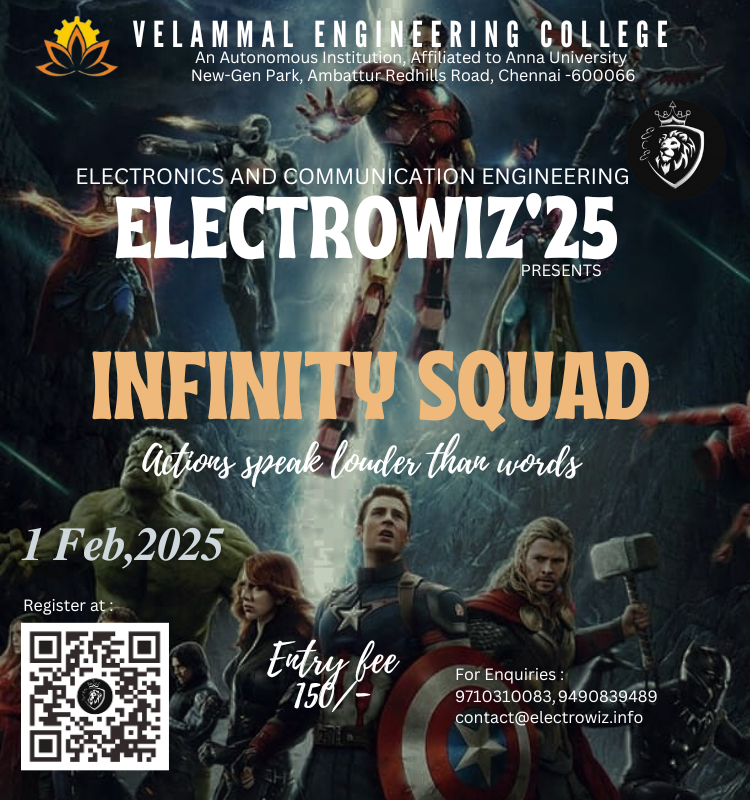 VELAMMAL ENGINEERING COLLEGE
An Autonomous Institution, Affiliated to Anna University
New-Gen Park, Ambattur Redhills Road, Chennai -600066
ELECTRONICS AND COMMUNICATION ENGINEERING
ELECTROWIZ'25
PRESENTS
INFINITY SQUAD
Actions speak louder than words
1 Feb,2025
Register at :
Entry fee
150/-
For Enquiries :
9710310083,9490839489
contact@electrowiz.info